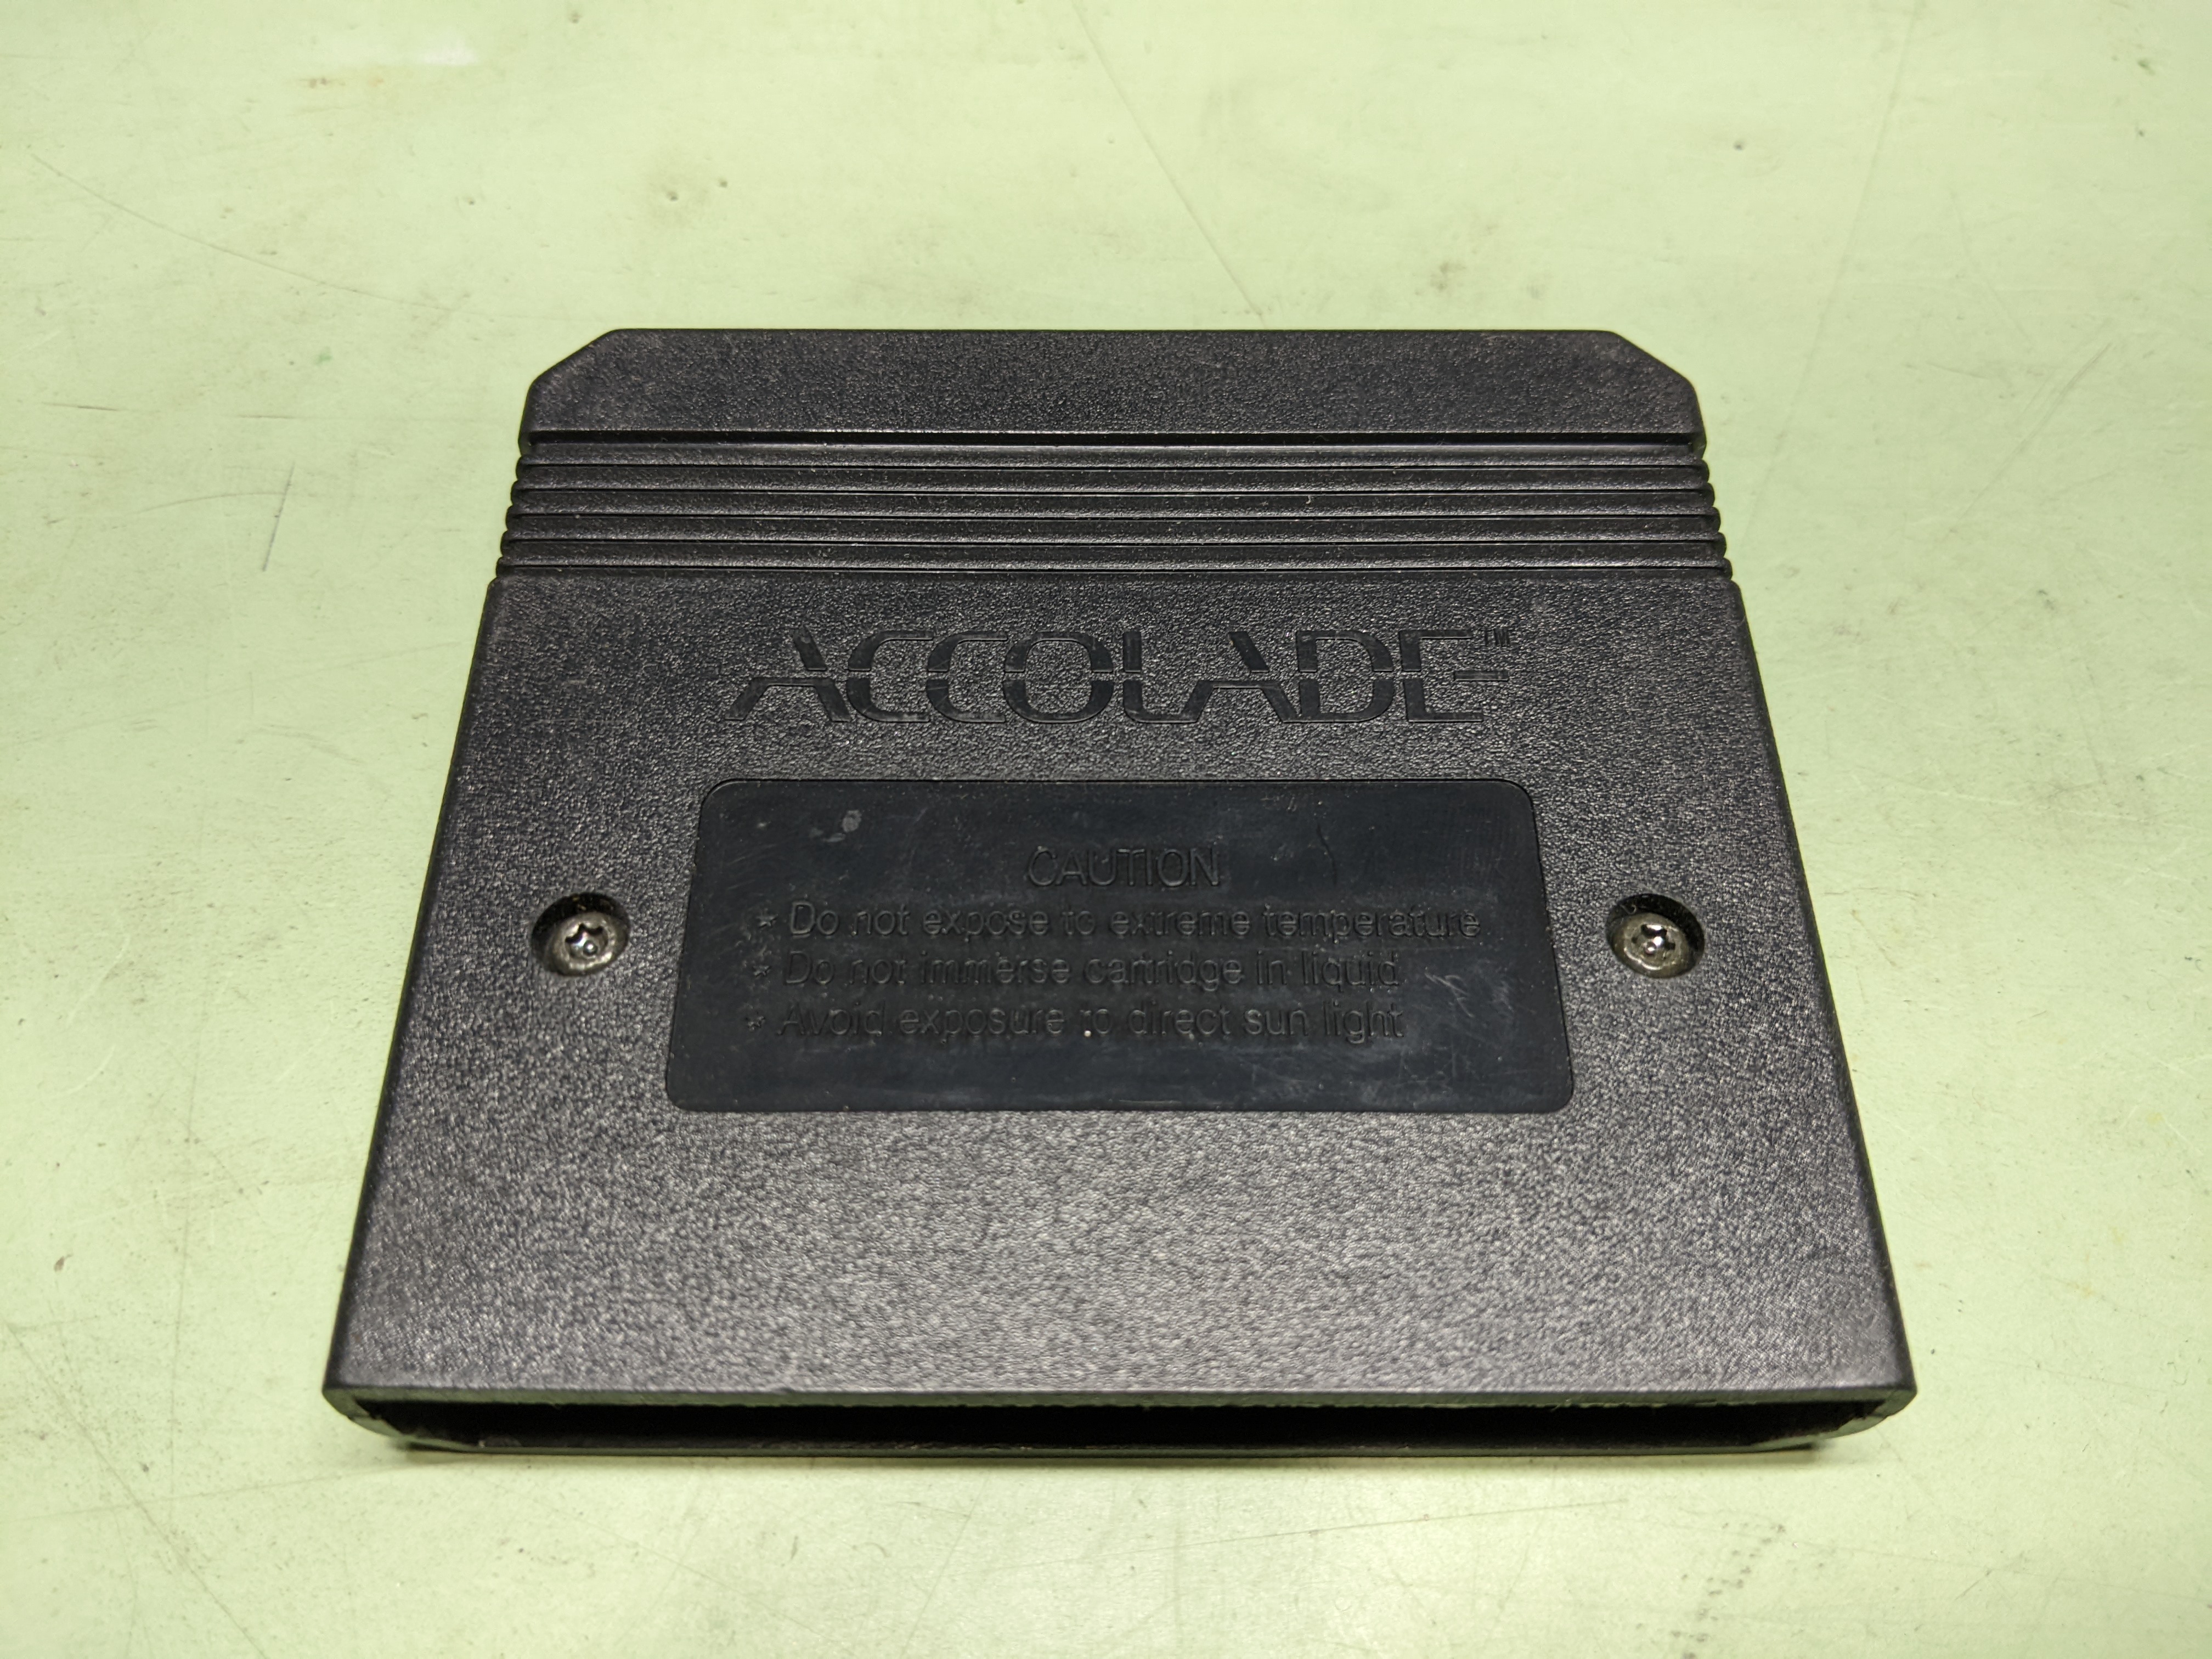 ACCOLADE™
CAUTION
* Do not expose to extreme temperature
* Do not immerse cartridge in liquid
* Avoid exposure to direct sun light